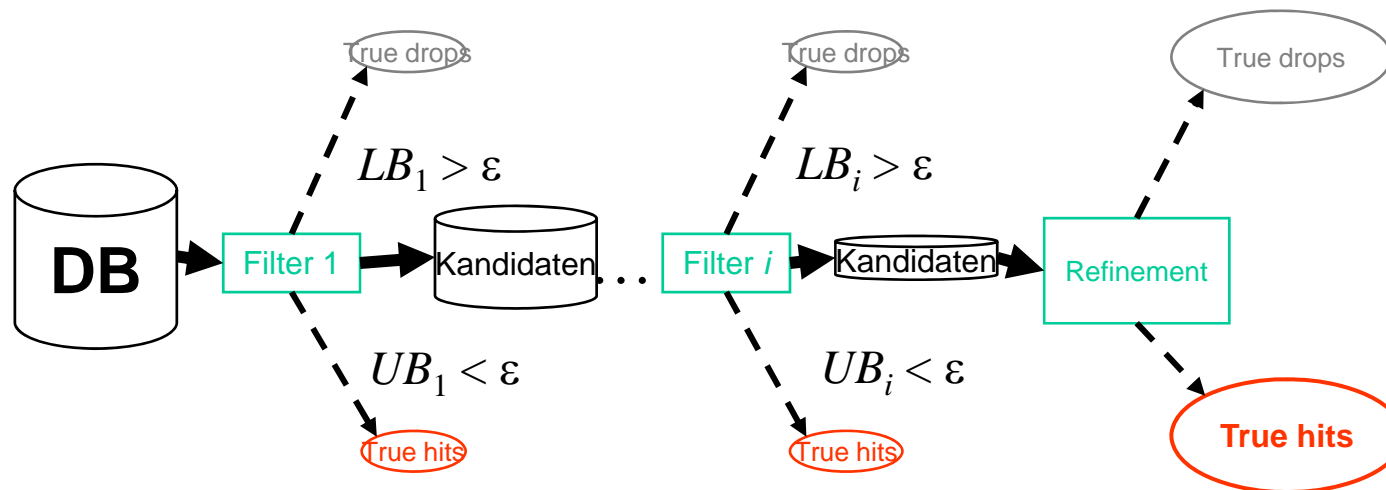 True drops
True drops
True drops
LB₁ > ε
LBᵢ > ε
DB
Filter 1
Kandidaten
...
Filter i
Kandidaten
Refinement
UB₁ < ε
UBᵢ < ε
True hits
True hits
True hits